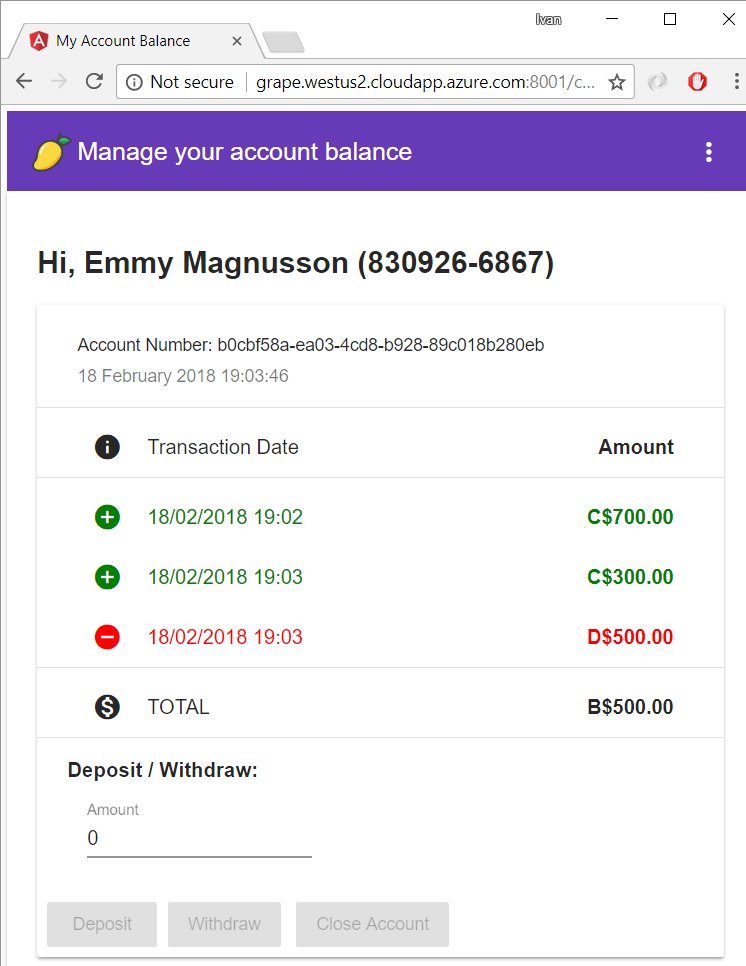 Ivan
My Account Balance
Not secure grape.westus2.cloudapp.azure.com:8001/c...
Manage your account balance
Hi, Emmy Magnusson (830926-6867)
Account Number: b0cbf58a-ea03-4cd8-b928-89c018b280eb
18 February 2018 19:03:46
Transaction Date Amount
18/02/2018 19:02 C$700.00
18/02/2018 19:03 C$300.00
18/02/2018 19:03 D$500.00
TOTAL B$500.00
Deposit / Withdraw:
Amount
0
Deposit Withdraw Close Account